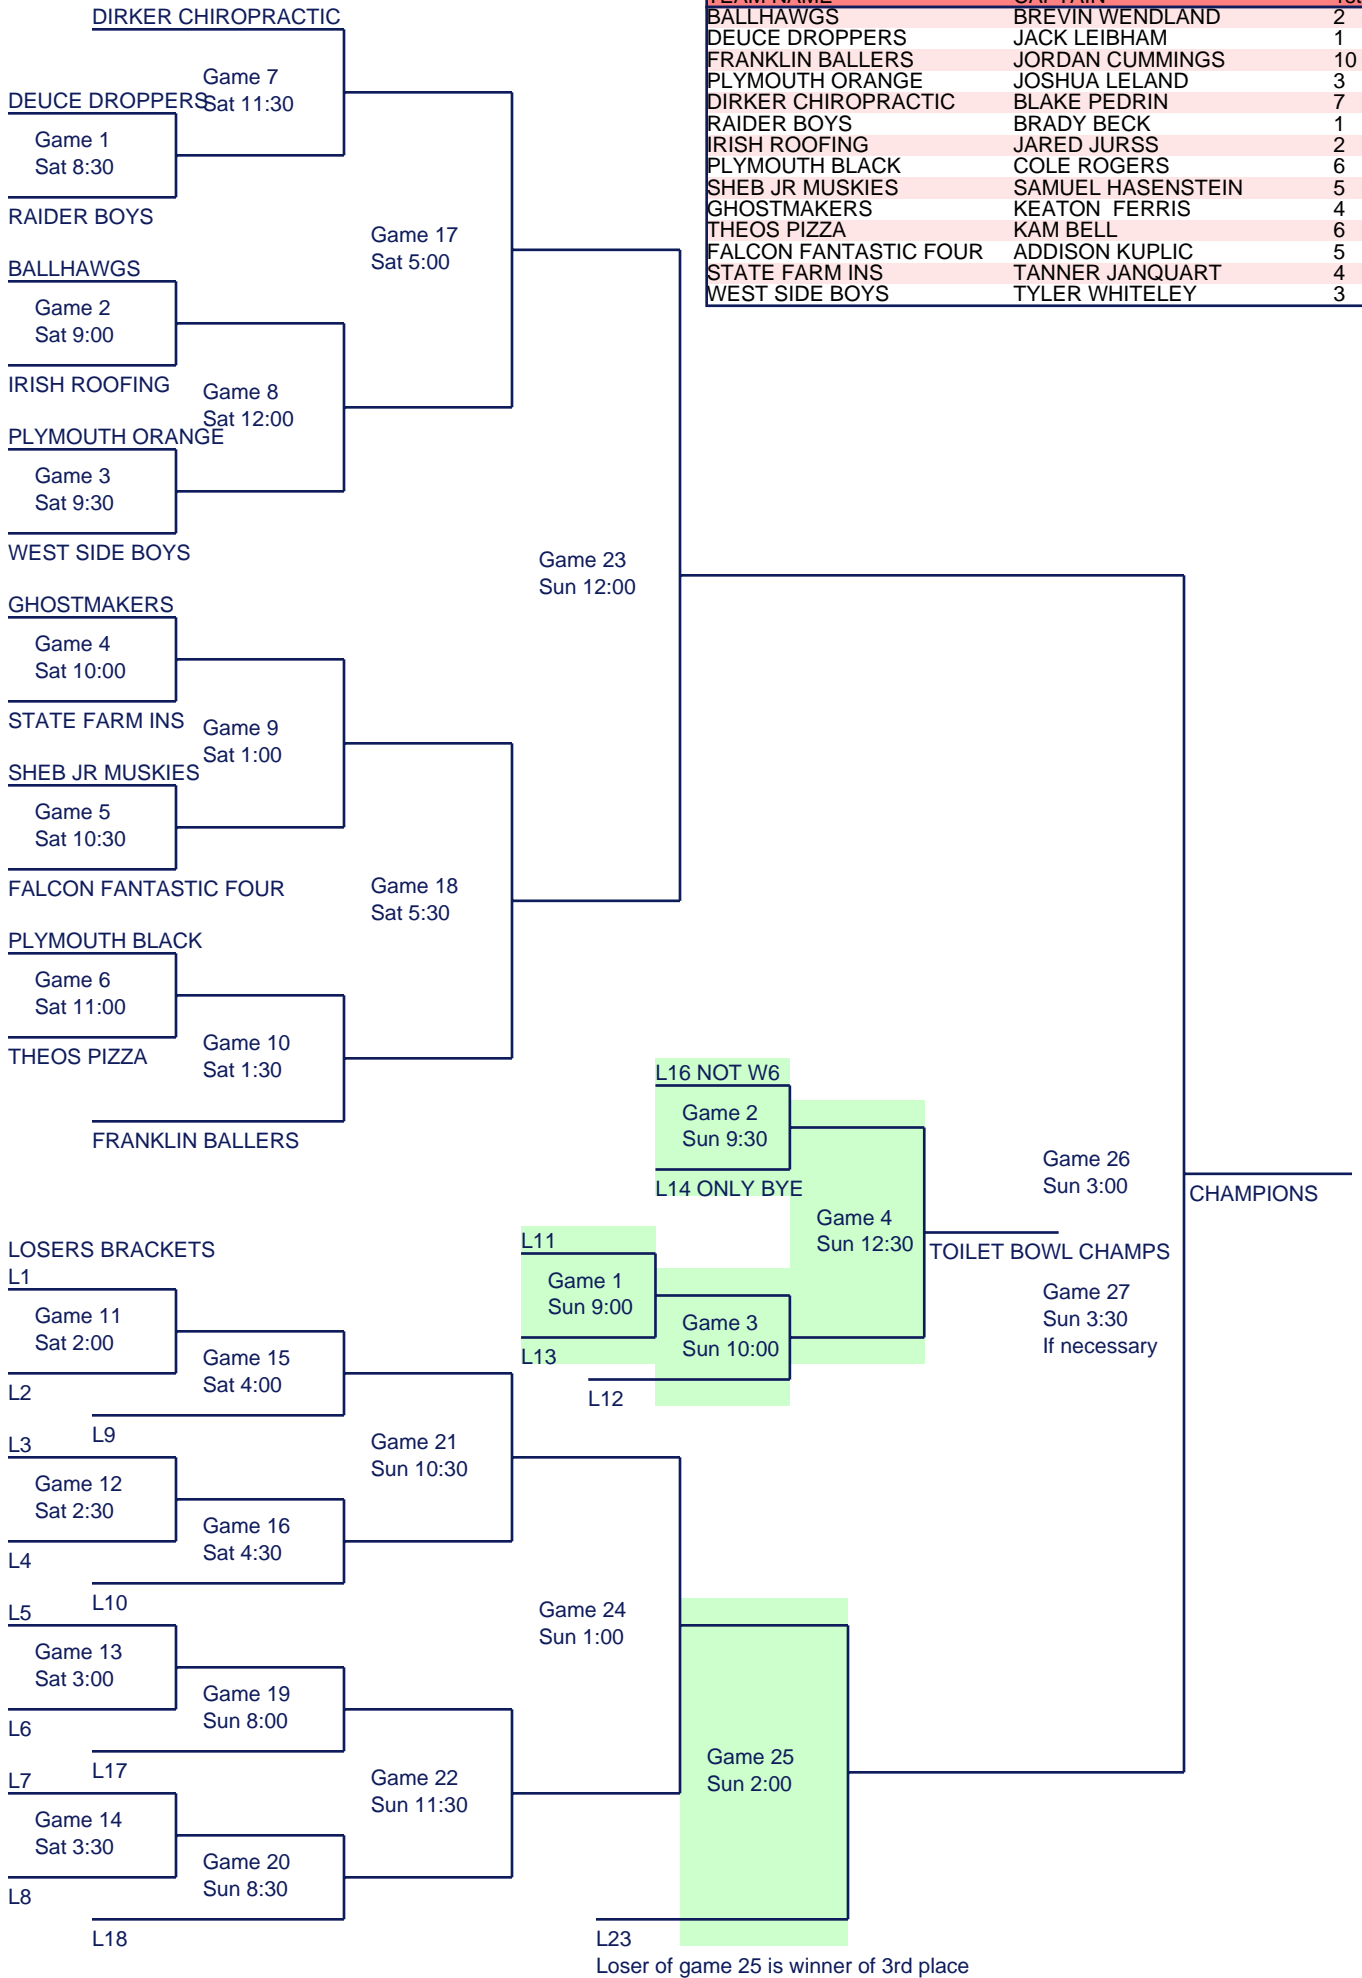 DIRKER CHIROPRACTIC
Game 7
Sat 11:30
DEUCE DROPPERS
Game 1
Sat 8:30
RAIDER BOYS
Game 17
Sat 5:00
BALLHAWGS
Game 2
Sat 9:00
IRISH ROOFING
Game 8
Sat 12:00
PLYMOUTH ORANGE
Game 3
Sat 9:30
WEST SIDE BOYS
Game 23
Sun 12:00
GHOSTMAKERS
Game 4
Sat 10:00
STATE FARM INS
Game 9
Sat 1:00
SHEB JR MUSKIES
Game 5
Sat 10:30
FALCON FANTASTIC FOUR
Game 18
Sat 5:30
PLYMOUTH BLACK
Game 6
Sat 11:00
THEOS PIZZA
Game 10
Sat 1:30
FRANKLIN BALLERS
TEAM NAME CAPTAIN
BALLHAWGS BREVIN WENDLAND 2
DEUCE DROPPERS JACK LEIBHAM 1
FRANKLIN BALLERS JORDAN CUMMINGS 10
PLYMOUTH ORANGE JOSHUA LELAND 3
DIRKER CHIROPRACTIC BLAKE PEDRIN 7
RAIDER BOYS BRADY BECK 1
IRISH ROOFING JARED JURSS 2
PLYMOUTH BLACK COLE ROGERS 6
SHEB JR MUSKIES SAMUEL HASENSTEIN 5
GHOSTMAKERS KEATON FERRIS 4
THEOS PIZZA KAM BELL 6
FALCON FANTASTIC FOUR ADDISON KUPLIC 5
STATE FARM INS TANNER JANQUART 4
WEST SIDE BOYS TYLER WHITELEY 3
L16 NOT W6
Game 2
Sun 9:30
L14 ONLY BYE
L11
Game 1
Sun 9:00
L13
Game 3
Sun 10:00
L12
Game 4
Sun 12:30
TOILET BOWL CHAMPS
Game 26
Sun 3:00
CHAMPIONS
Game 27
Sun 3:30
If necessary
LOSERS BRACKETS
L1
Game 11
Sat 2:00
L2
Game 15
Sat 4:00
L9
L3
Game 12
Sat 2:30
L4
Game 16
Sat 4:30
L10
Game 21
Sun 10:30
L5
Game 13
Sat 3:00
L6
Game 19
Sun 8:00
L17
L7
Game 14
Sat 3:30
L8
Game 20
Sun 8:30
L18
Game 22
Sun 11:30
Game 24
Sun 1:00
Game 25
Sun 2:00
L23
Loser of game 25 is winner of 3rd place